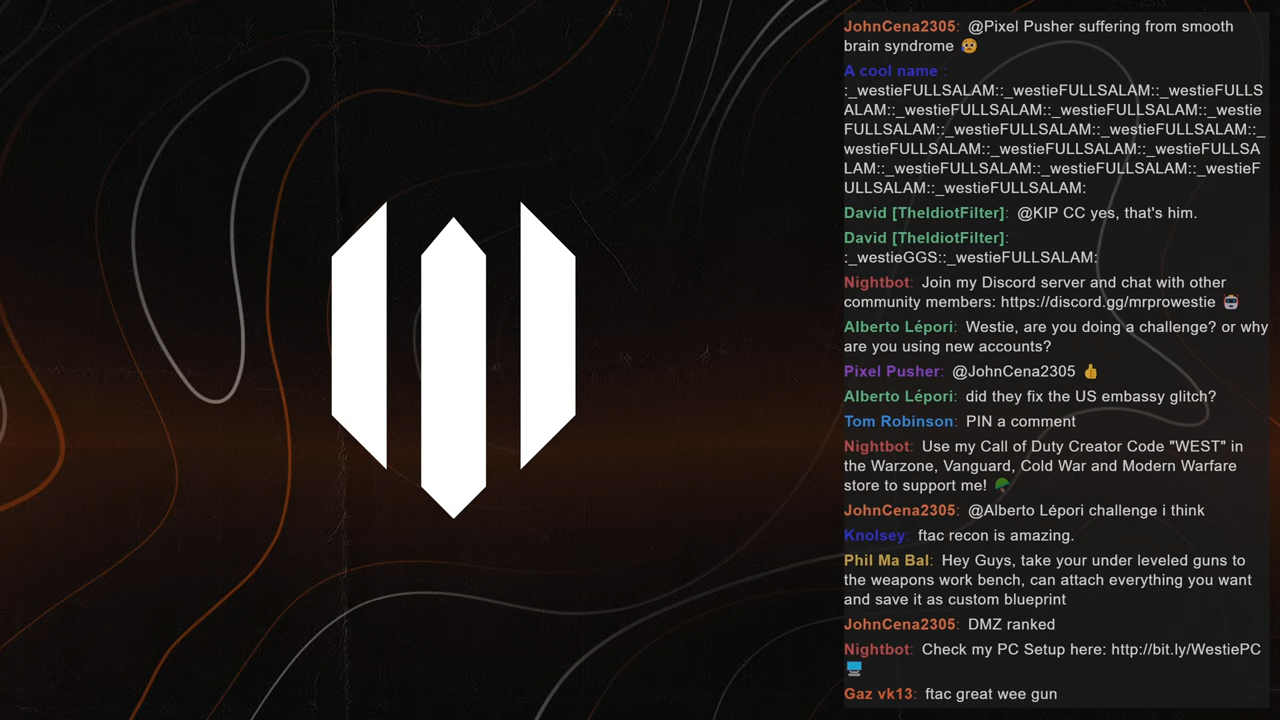 JohnCena2305: @Pixel Pusher suffering from smooth
brain syndrome 😥
A cool name :
:_westieFULLSALAM::_westieFULLSALAM::_westieFULLS
ALAM::_westieFULLSALAM::_westieFULLSALAM::_westie
FULLSALAM::_westieFULLSALAM::_westieFULLSALAM::_
westieFULLSALAM::_westieFULLSALAM::_westieFULLSA
LAM::_westieFULLSALAM::_westieFULLSALAM::_westieF
ULLSALAM::_westieFULLSALAM:
David [TheIdiotFilter]: @KIP CC yes, that's him.
David [TheIdiotFilter]:
:_westieGGS::_westieFULLSALAM:
Nightbot: Join my Discord server and chat with other
community members: https://discord.gg/mrprowestie 🤖
Alberto Lépori: Westie, are you doing a challenge? or why
are you using new accounts?
Pixel Pusher: @JohnCena2305 👍
Alberto Lépori: did they fix the US embassy glitch?
Tom Robinson: PIN a comment
Nightbot: Use my Call of Duty Creator Code "WEST" in
the Warzone, Vanguard, Cold War and Modern Warfare
store to support me! 🪂
JohnCena2305: @Alberto Lépori challenge i think
Knolsey: ftac recon is amazing.
Phil Ma Bal: Hey Guys, take your under leveled guns to
the weapons work bench, can attach everything you want
and save it as custom blueprint
JohnCena2305: DMZ ranked
Nightbot: Check my PC Setup here: http://bit.ly/WestiePC
🖥️
Gaz vk13: ftac great wee gun